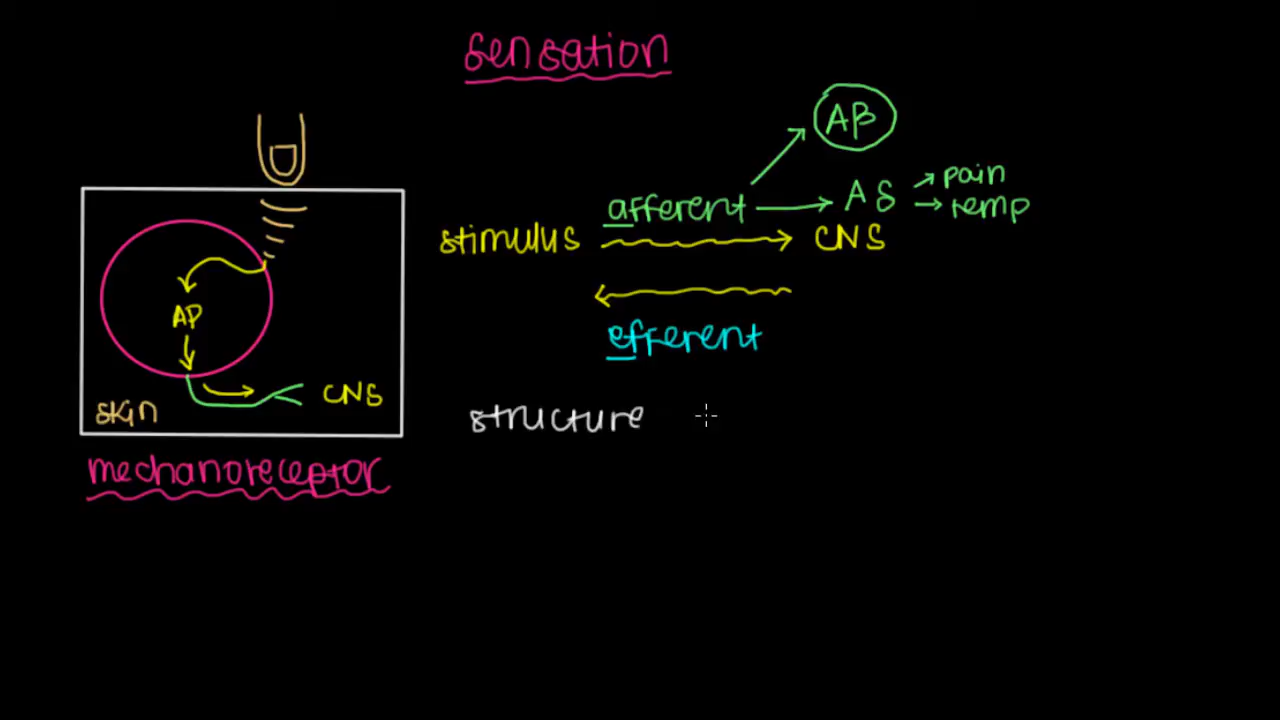 sensation
Aβ
afferent
Aδ
pain
temp
stimulus
CNS
efferent
AP
CNS
skin
structure
mechanoreceptor